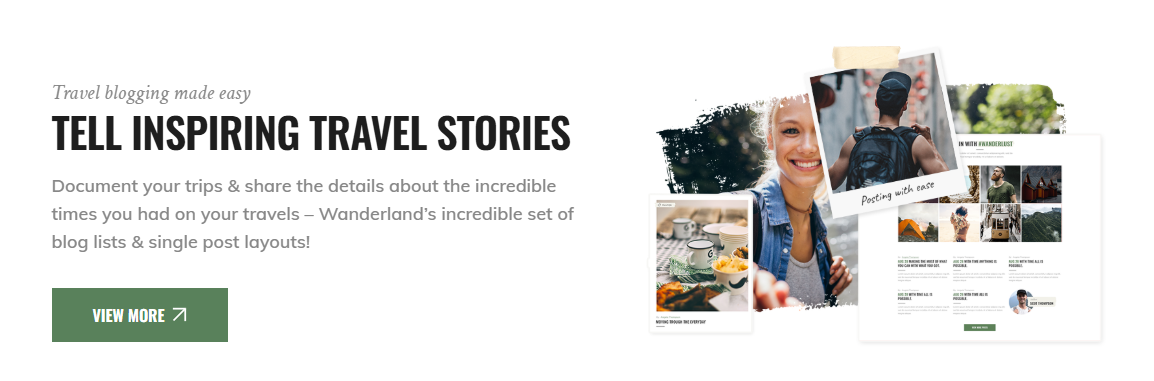 Travel blogging made easy
TELL INSPIRING TRAVEL STORIES
Document your trips & share the details about the incredible
times you had on your travels – Wanderland’s incredible set of
blog lists & single post layouts!
VIEW MORE
Posting with ease
IN WITH #WANDERLUST
MOVING TROUGH THE EVERYDAY